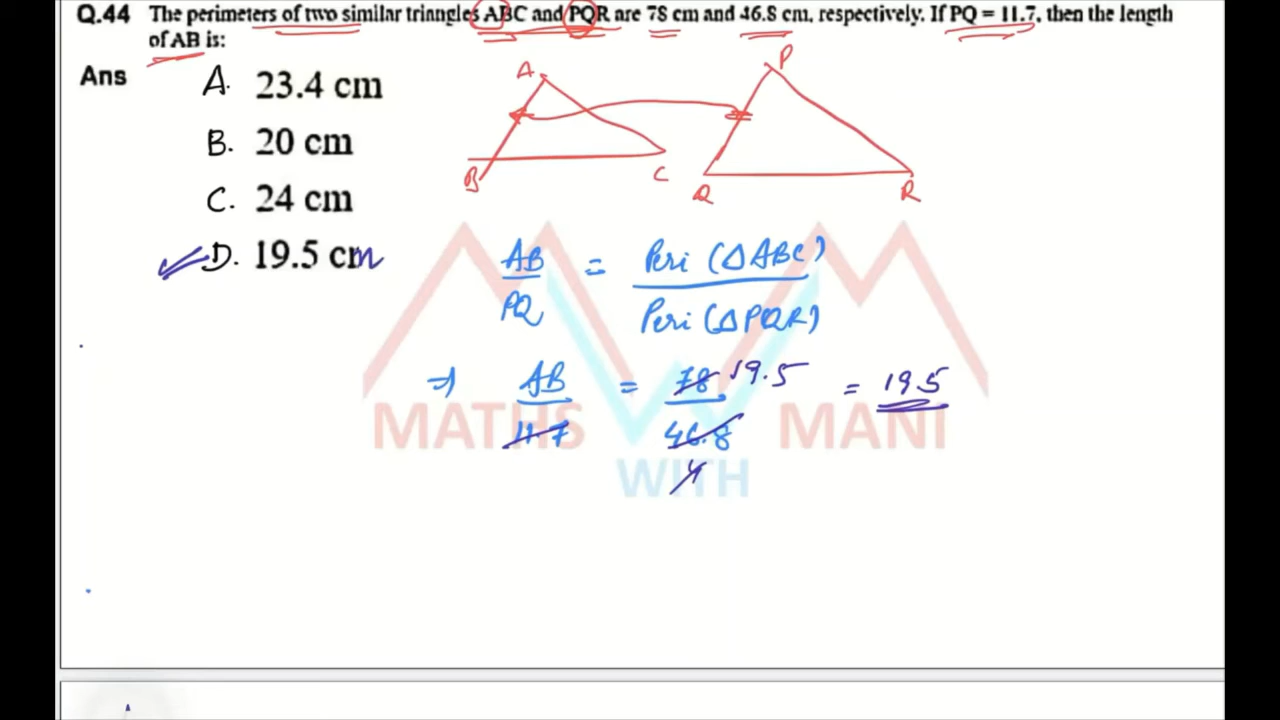 Q.44 The perimeters of two similar triangles ABC and PQR are 78 cm and 46.8 cm, respectively. If PQ = 11.7, then the length
of AB is:
Ans
A. 23.4 cm
B. 20 cm
C. 24 cm
D. 19.5 cm
A
B
C
P
Q
R
AB/PQ = Peri (△ABC)/Peri (△PQR)
⇒ AB/11.7 = 78/46.8 19.5 = 19.5
4
MATHS WITH MANI